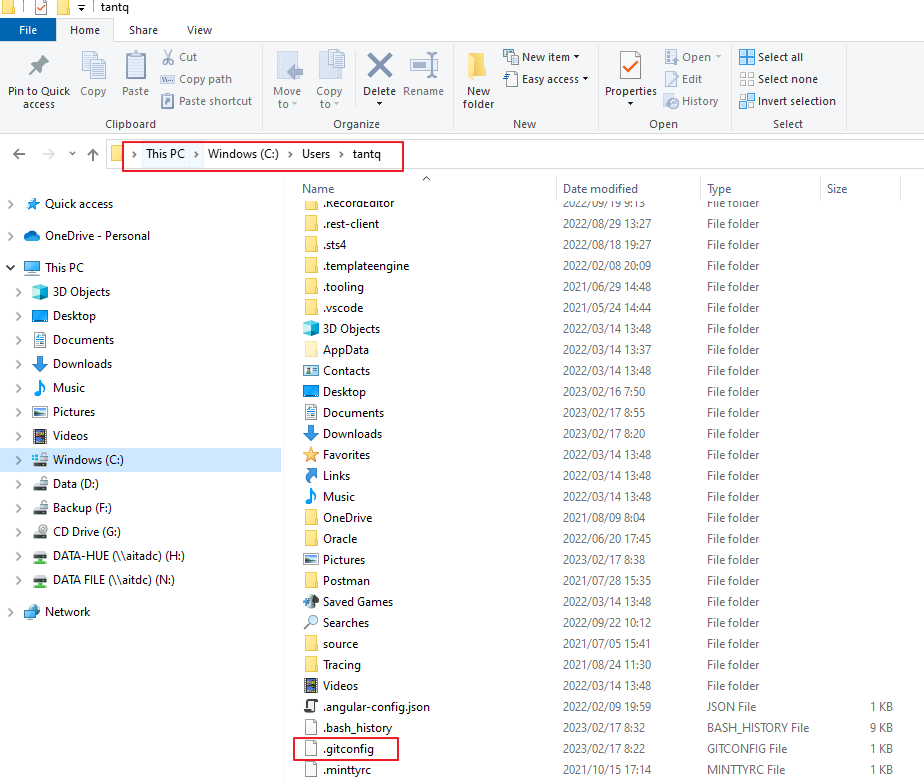 tantq
File Home Share View
Pin to Quick access
Copy
Paste
Cut
Copy path
Paste shortcut
Clipboard
Move to
Copy to
Delete
Rename
Organize
New folder
New item
Easy access
New
Properties
Open
Edit
History
Open
Select all
Select none
Invert selection
Select
This PC Windows (C:) Users tantq
Quick access
OneDrive - Personal
This PC
3D Objects
Desktop
Documents
Downloads
Music
Pictures
Videos
Windows (C:)
Data (D:)
Backup (F:)
CD Drive (G:)
DATA-HUE (\\aitadc) (H:)
DATA FILE (\\aitdc) (N:)
Network
Name Date modified Type Size
.RecordEditor 2022/09/19 9:13 File folder
.rest-client 2022/08/29 13:27 File folder
.sts4 2022/08/18 19:27 File folder
.templateengine 2022/02/08 20:09 File folder
.tooling 2021/06/29 14:48 File folder
.vscode 2021/05/24 14:44 File folder
3D Objects 2022/03/14 13:48 File folder
AppData 2022/03/14 13:37 File folder
Contacts 2022/03/14 13:48 File folder
Desktop 2023/02/16 7:50 File folder
Documents 2023/02/17 8:55 File folder
Downloads 2023/02/17 8:20 File folder
Favorites 2022/03/14 13:48 File folder
Links 2022/03/14 13:48 File folder
Music 2022/03/14 13:48 File folder
OneDrive 2021/08/09 8:04 File folder
Oracle 2022/06/20 17:45 File folder
Pictures 2023/02/17 8:38 File folder
Postman 2021/07/28 15:35 File folder
Saved Games 2022/03/14 13:48 File folder
Searches 2022/09/22 10:12 File folder
source 2021/07/05 15:41 File folder
Tracing 2021/08/24 11:30 File folder
Videos 2022/03/14 13:48 File folder
.angular-config.json 2022/02/09 19:59 JSON File 1 KB
.bash_history 2023/02/17 8:32 BASH_HISTORY File 9 KB
.gitconfig 2023/02/17 8:22 GITCONFIG File 1 KB
.minttyrc 2021/10/15 17:14 MINTTYRC File 1 KB